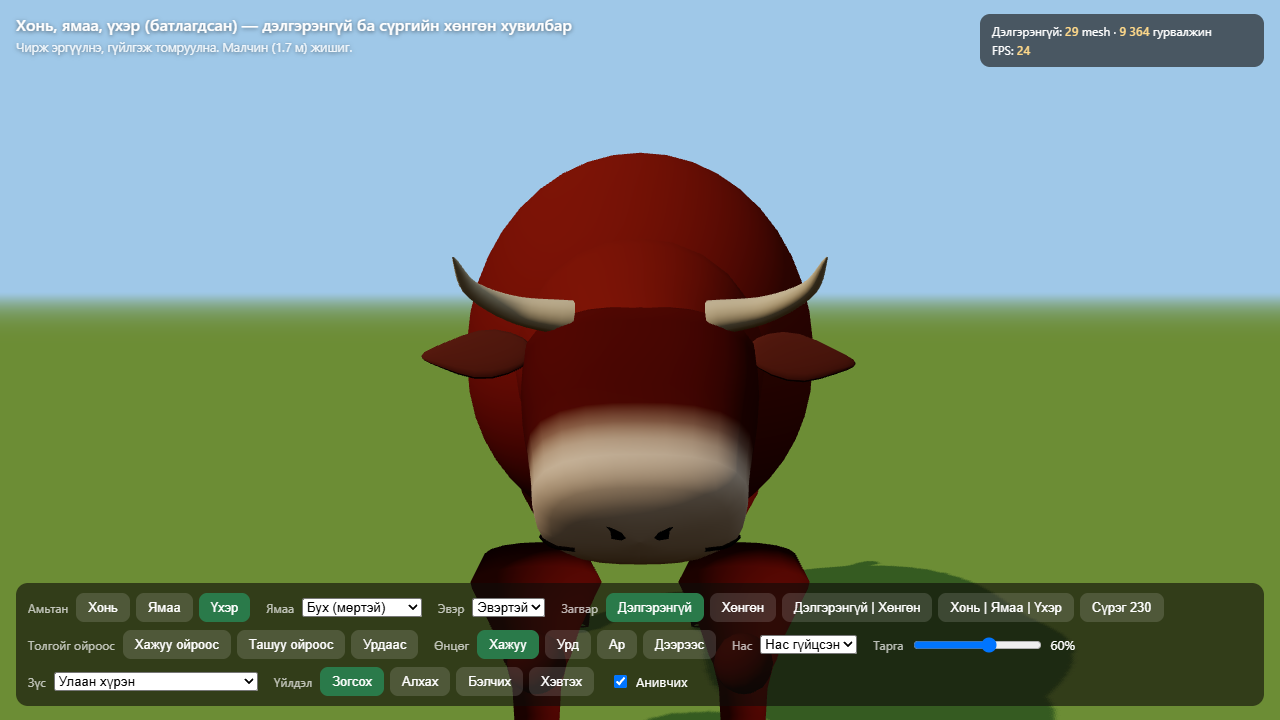 Хонь, ямаа, үхэр (батлагдсан) — дэлгэрэнгүй ба сүргийн хөнгөн хувилбар
Чирж эргүүлнэ, гүйлгэж томруулна. Малчин (1.7 м) жишиг.
Дэлгэрэнгүй: 29 mesh · 9 364 гурвалжин
FPS: 24
Амьтан Хонь Ямаа Үхэр Ямаа Бух (мөртэй) Эвэр Эвэртэй Загвар Дэлгэрэнгүй Хөнгөн Дэлгэрэнгүй | Хөнгөн Хонь | Ямаа | Үхэр Сүрэг 230
Толгойг ойроос Хажуу ойроос Ташуу ойроос Урдаас Өнцөг Хажуу Урд Ар Дээрээс Нас Нас гүйцсэн Тарга 60%
Зүс Улаан хүрэн Үйлдэл Зогсох Алхах Бэлчих Хэвтэх Анивчих